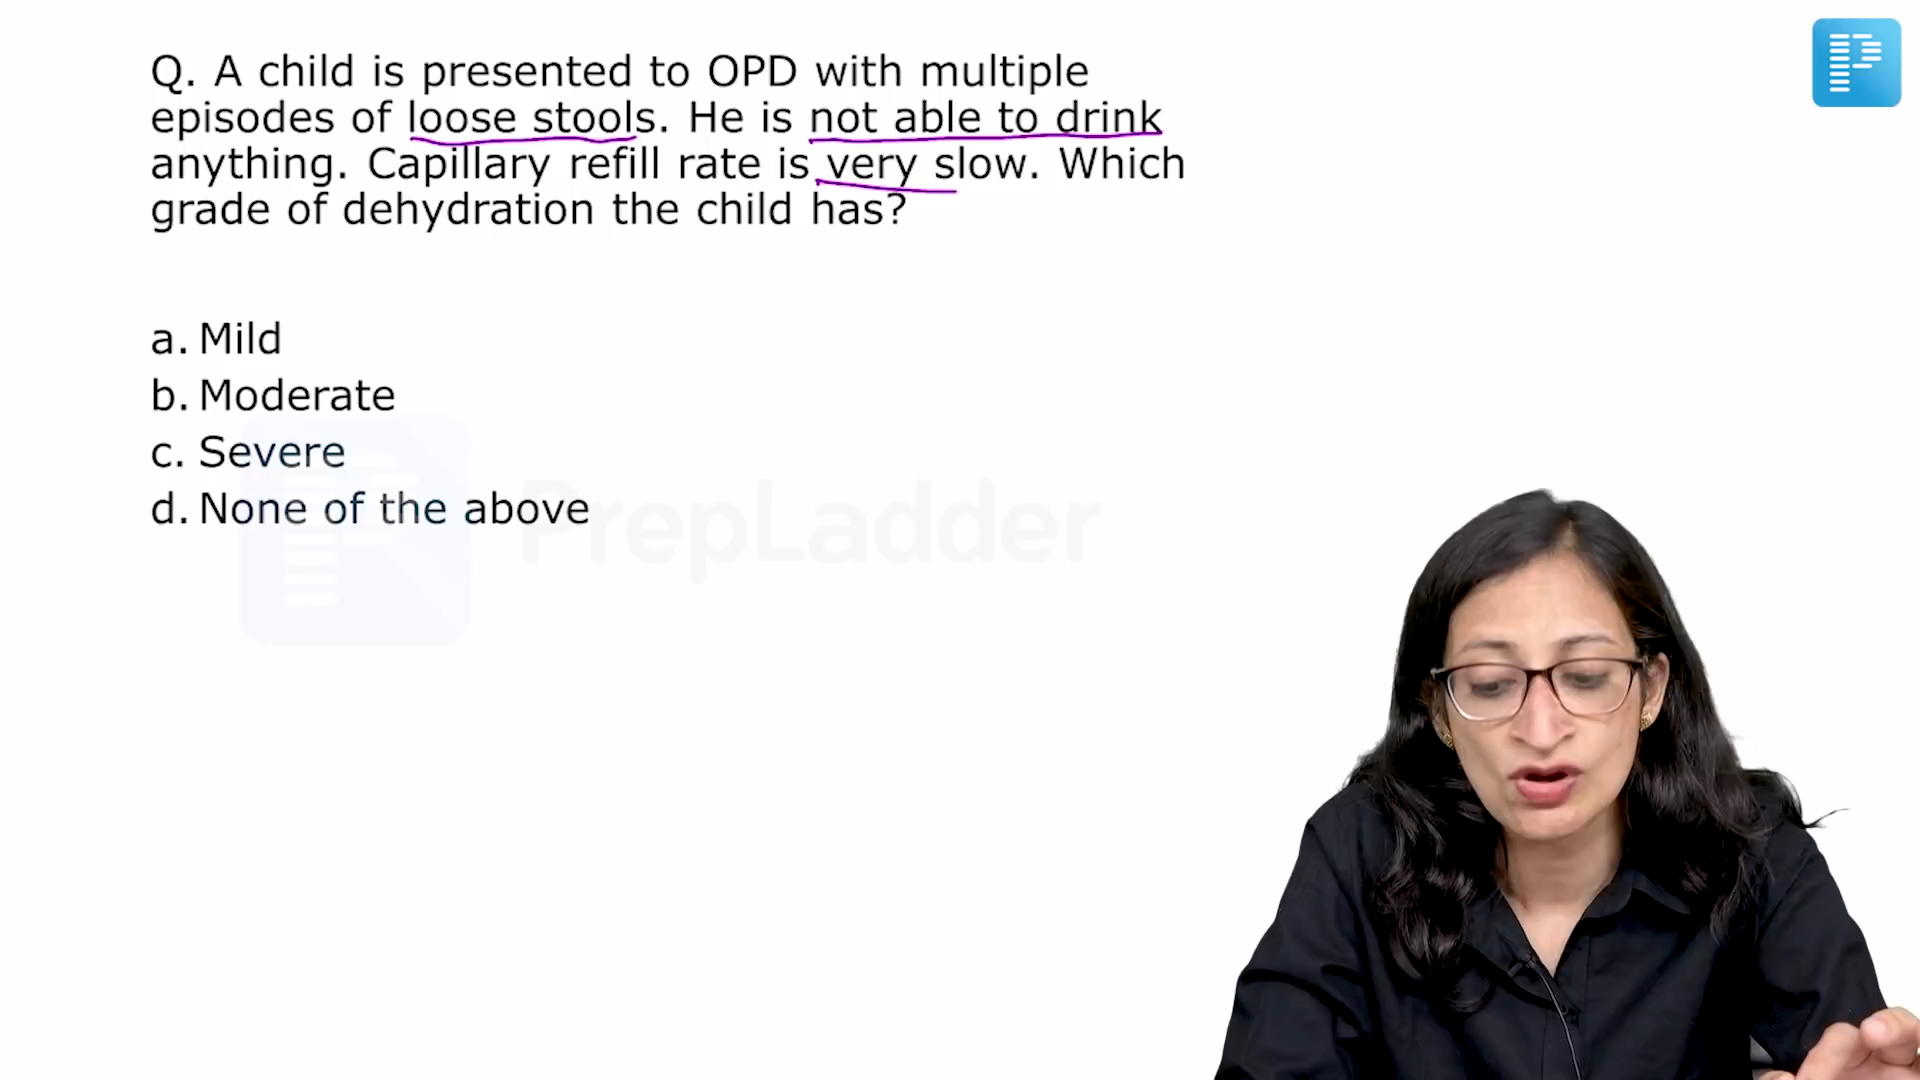 Q. A child is presented to OPD with multiple
episodes of loose stools. He is not able to drink
anything. Capillary refill rate is very slow. Which
grade of dehydration the child has?
a. Mild
b. Moderate
c. Severe
d. None of the above
PrepLadder